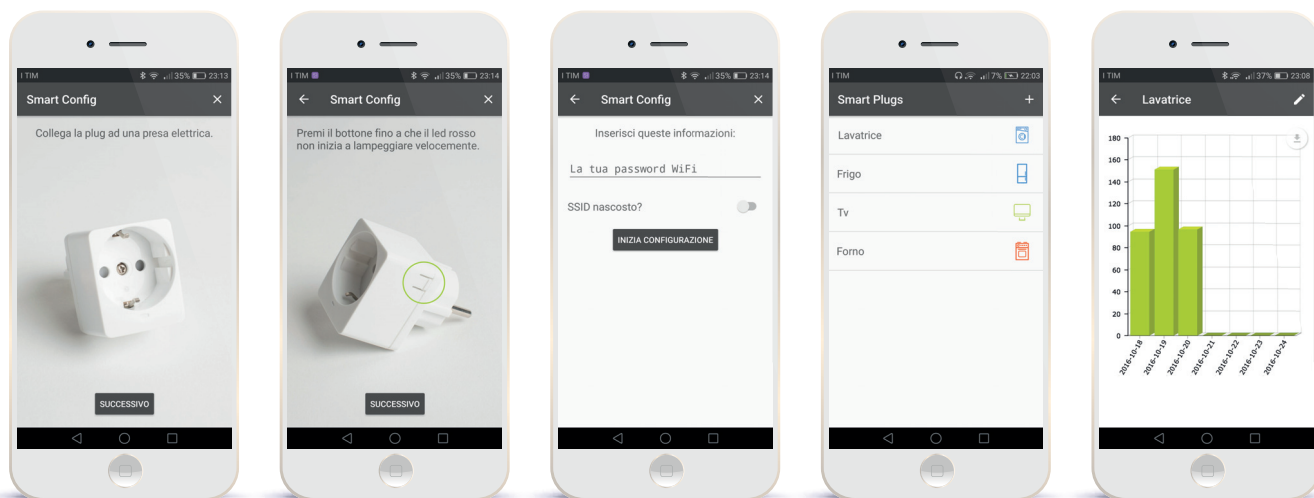 I TIM 35% 23:13
Smart Config
Collega la plug ad una presa elettrica.
SUCCESSIVO
I TIM 35% 23:14
Smart Config
Premi il bottone fino a che il led rosso
non inizia a lampeggiare velocemente.
SUCCESSIVO
I TIM 35% 23:14
Smart Config
Inserisci queste informazioni:
La tua password WiFi
SSID nascosto?
INIZIA CONFIGURAZIONE
I TIM 7% 22:03
Smart Plugs
Lavatrice
Frigo
Tv
Forno
I TIM 37% 23:08
Lavatrice
180
160
140
120
100
80
60
40
20
0
2016-10-18
2016-10-19
2016-10-20
2016-10-21
2016-10-22
2016-10-23
2016-10-24